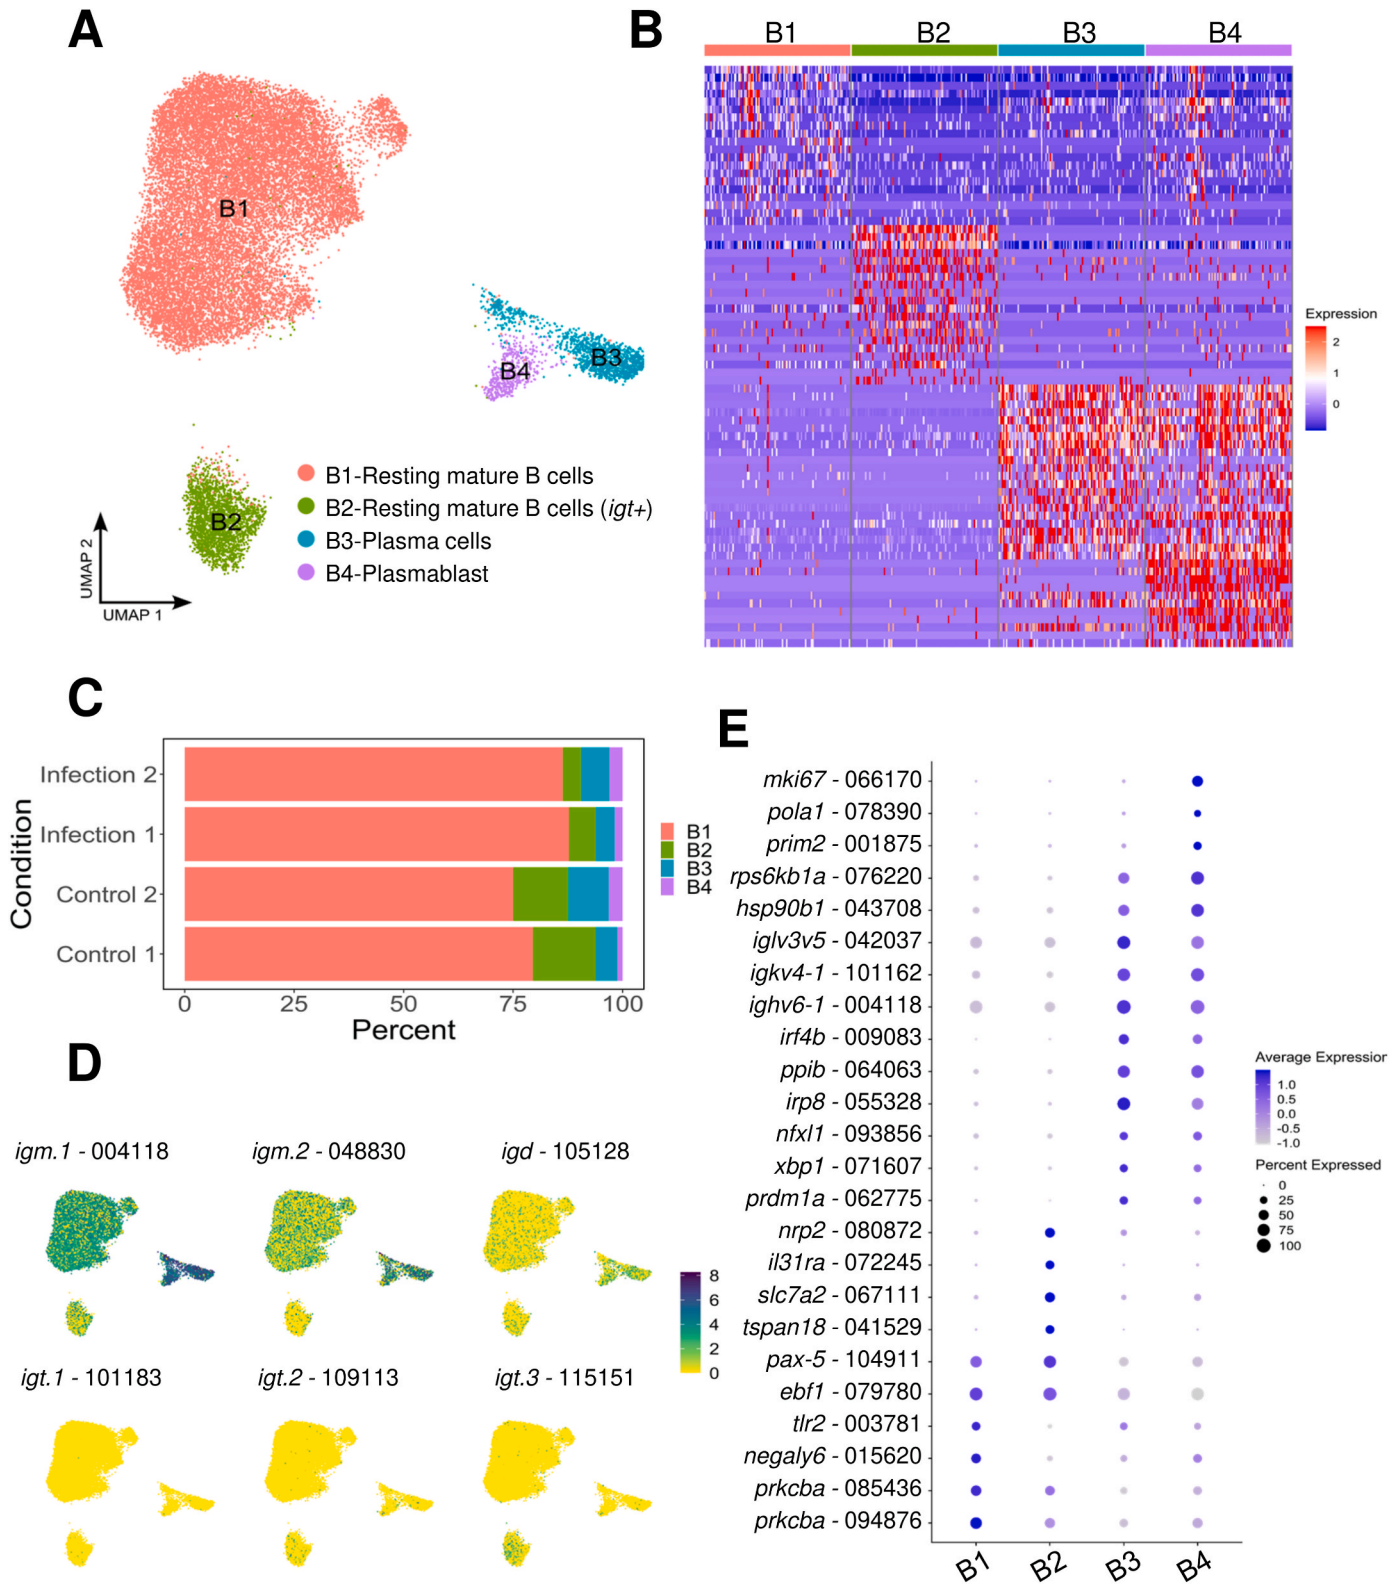 A
B1
B3
B4
B2
B1-Resting mature B cells
B2-Resting mature B cells (igt+)
B3-Plasma cells
B4-Plasmablast
UMAP 2
UMAP 1
B
B1 B2 B3 B4
Expression
2
1
0
C
Condition
Infection 2
Infection 1
Control 2
Control 1
0 25 50 75 100
Percent
B1
B2
B3
B4
D
igm.1 - 004118
igm.2 - 048830
igd - 105128
igt.1 - 101183
igt.2 - 109113
igt.3 - 115151
8
6
4
2
0
E
mki67 - 066170
pola1 - 078390
prim2 - 001875
rps6kb1a - 076220
hsp90b1 - 043708
iglv3v5 - 042037
igkv4-1 - 101162
ighv6-1 - 004118
irf4b - 009083
ppib - 064063
irp8 - 055328
nfxl1 - 093856
xbp1 - 071607
prdm1a - 062775
nrp2 - 080872
il31ra - 072245
slc7a2 - 067111
tspan18 - 041529
pax-5 - 104911
ebf1 - 079780
tlr2 - 003781
negaly6 - 015620
prkcba - 085436
prkcba - 094876
B1 B2 B3 B4
Average Expression
1.0
0.5
0.0
-0.5
-1.0
Percent Expressed
0
25
50
75
100